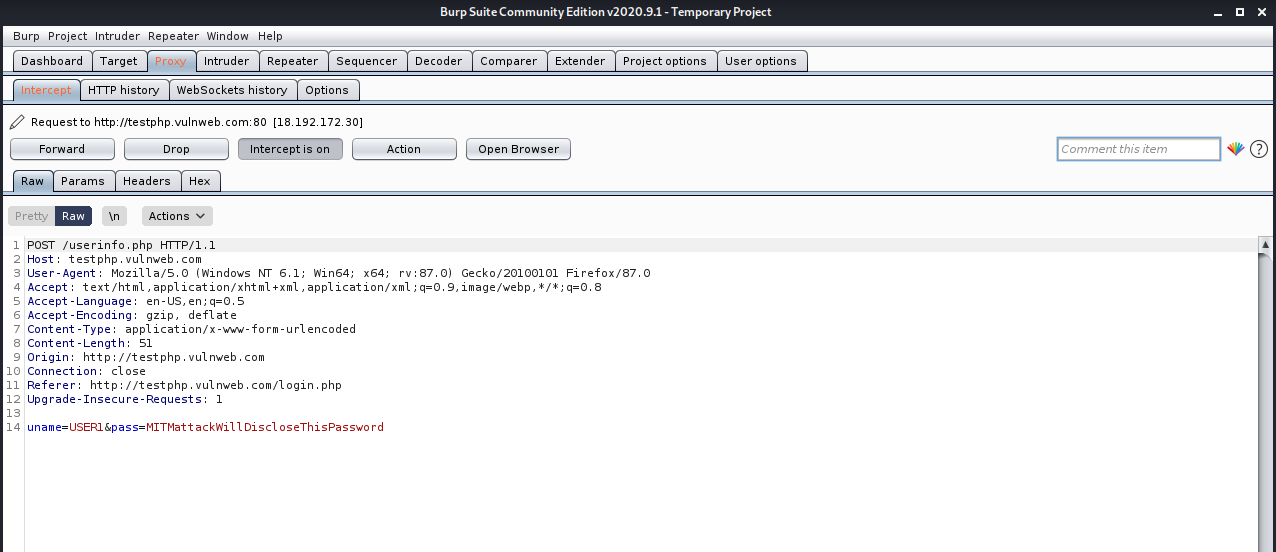 Burp Suite Community Edition v2020.9.1 - Temporary Project
Burp Project Intruder Repeater Window Help
Dashboard Target Proxy Intruder Repeater Sequencer Decoder Comparer Extender Project options User options
Intercept HTTP history WebSockets history Options
Request to http://testphp.vulnweb.com:80 [18.192.172.30]
Forward Drop Intercept is on Action Open Browser Comment this item ?
Raw Params Headers Hex
Pretty Raw \n Actions
1 POST /userinfo.php HTTP/1.1
2 Host: testphp.vulnweb.com
3 User-Agent: Mozilla/5.0 (Windows NT 6.1; Win64; x64; rv:87.0) Gecko/20100101 Firefox/87.0
4 Accept: text/html,application/xhtml+xml,application/xml;q=0.9,image/webp,*/*;q=0.8
5 Accept-Language: en-US,en;q=0.5
6 Accept-Encoding: gzip, deflate
7 Content-Type: application/x-www-form-urlencoded
8 Content-Length: 51
9 Origin: http://testphp.vulnweb.com
10 Connection: close
11 Referer: http://testphp.vulnweb.com/login.php
12 Upgrade-Insecure-Requests: 1
13
14 uname=USER1&pass=MITMattackWillDiscloseThisPassword